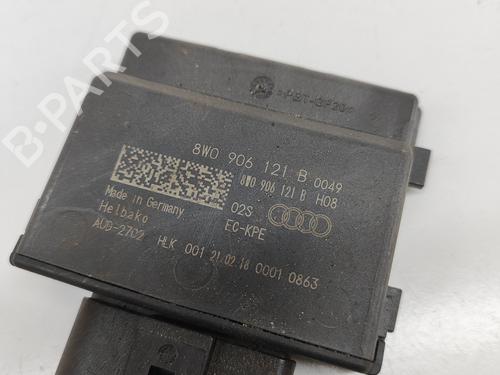 >PBT-GF20<
8W0 906 121 B 0049
8W0 906 121 B H08
02S
EC-KPE
Made in Germany
Helbako
AUD-27C2 HLK 001 21.02.18 0001 0863
B-PARTS